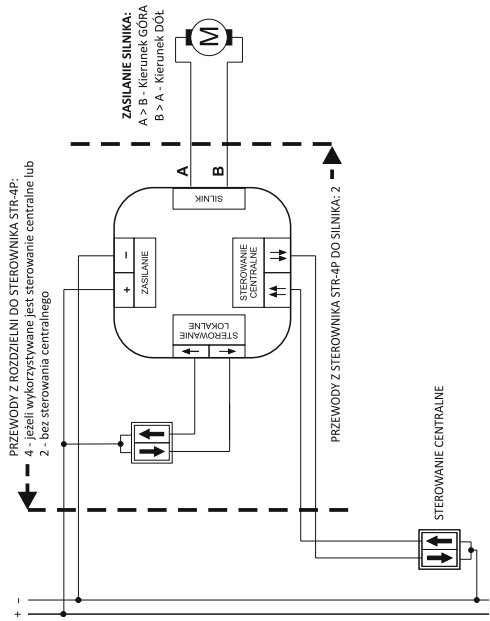 PRZEWODY Z ROZDZIELNI DO STEROWNIKA STR-4P:
4 - jeżeli wykorzystywane jest sterowanie centralne lub
2 - bez sterowania centralnego
ZASILANIE SILNIKA:
A > B - Kierunek GÓRA
B > A - Kierunek DÓŁ
M
A
B
SILNIK
+ –
ZASILANIE
STEROWANIE
LOKALNE
STEROWANIE
CENTRALNE
PRZEWODY Z STEROWNIKA STR-4P DO SILNIKA: 2
STEROWANIE CENTRALNE
+ –